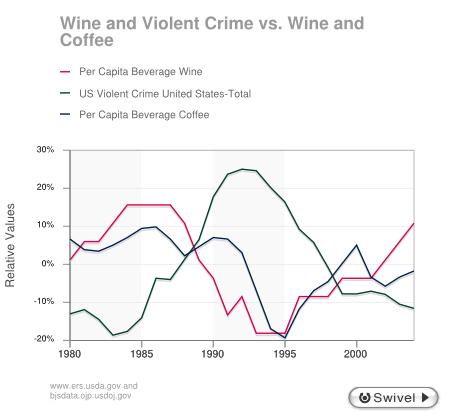 Wine and Violent Crime vs. Wine and
Coffee
Per Capita Beverage Wine
US Violent Crime United States-Total
Per Capita Beverage Coffee
30%
20%
10%
0%
-10%
-20%
Relative Values
1980 1985 1990 1995 2000
www.ers.usda.gov and
bjsdata.ojp.usdoj.gov
Swivel